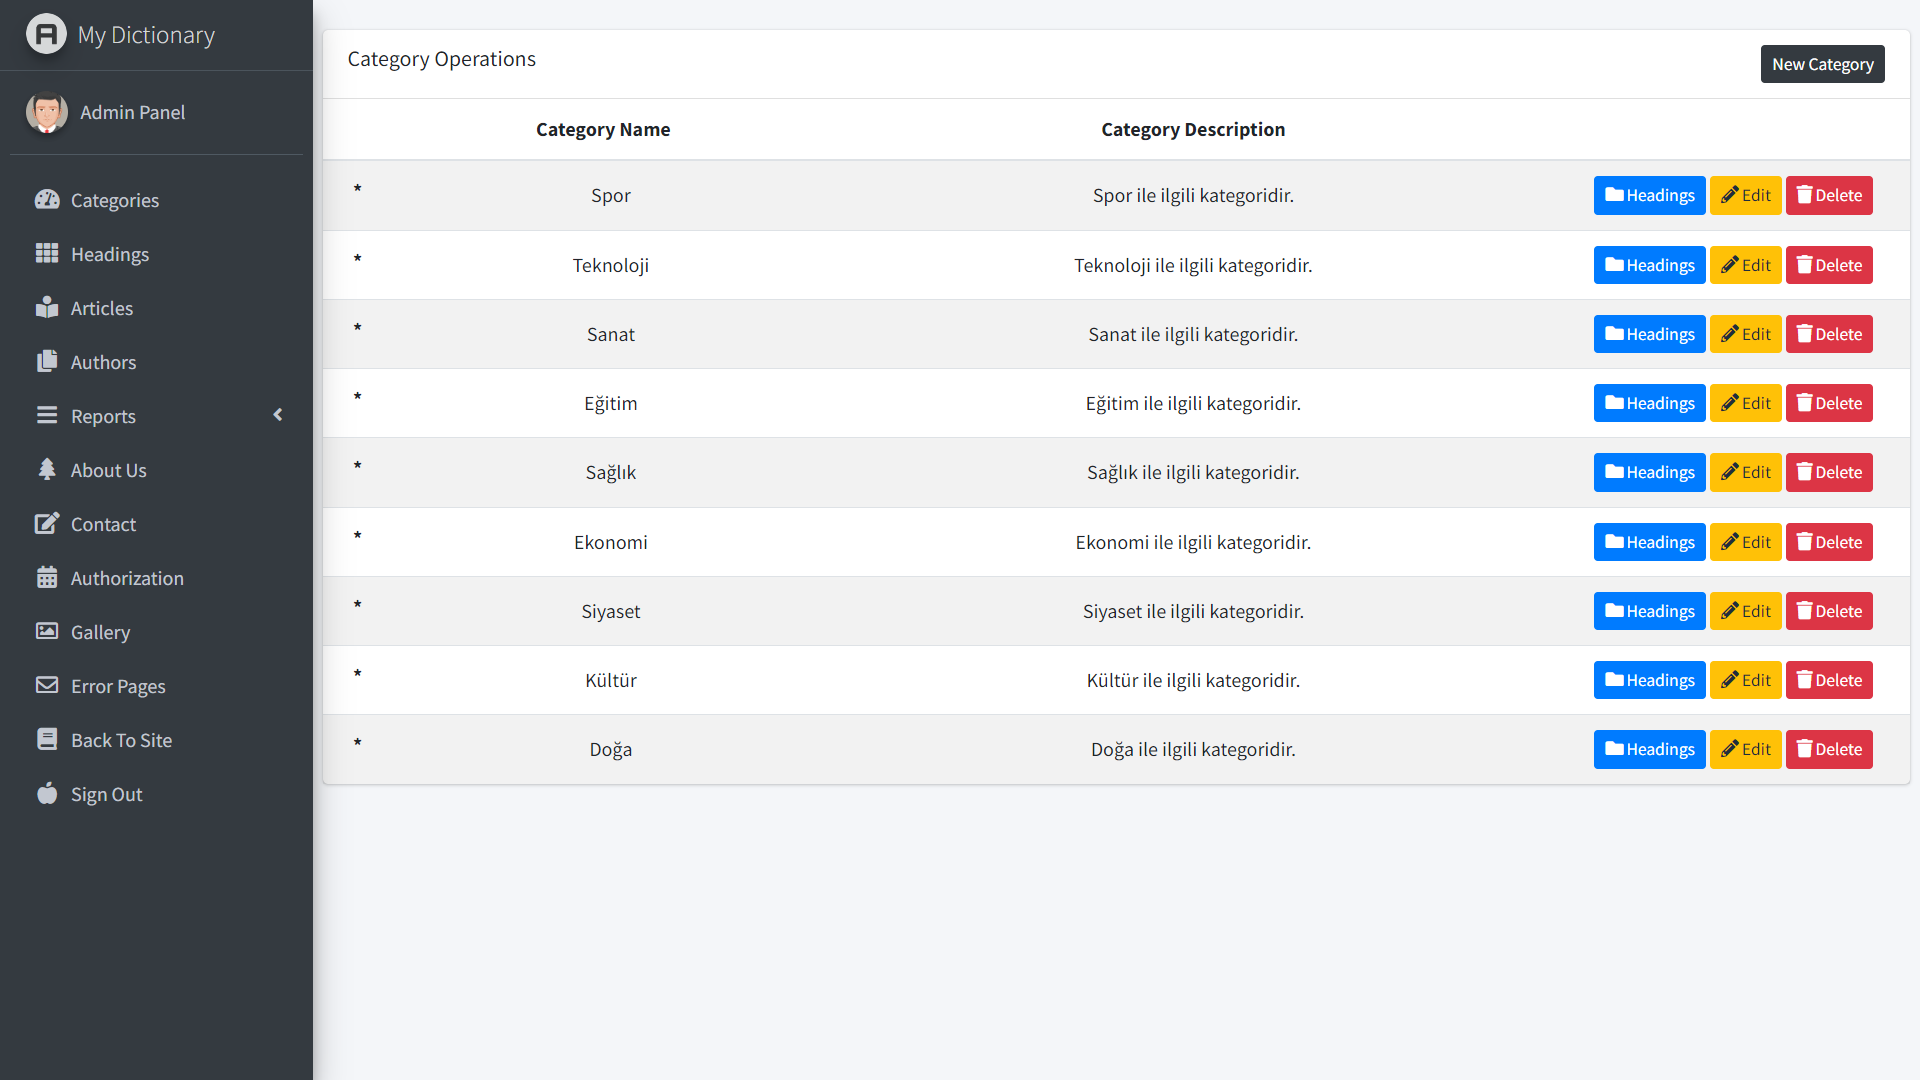 My Dictionary
Admin Panel
Categories
Headings
Articles
Authors
Reports
About Us
Contact
Authorization
Gallery
Error Pages
Back To Site
Sign Out
Category Operations
New Category
Category Name Category Description
* Spor Spor ile ilgili kategoridir. Headings Edit Delete
* Teknoloji Teknoloji ile ilgili kategoridir. Headings Edit Delete
* Sanat Sanat ile ilgili kategoridir. Headings Edit Delete
* Eğitim Eğitim ile ilgili kategoridir. Headings Edit Delete
* Sağlık Sağlık ile ilgili kategoridir. Headings Edit Delete
* Ekonomi Ekonomi ile ilgili kategoridir. Headings Edit Delete
* Siyaset Siyaset ile ilgili kategoridir. Headings Edit Delete
* Kültür Kültür ile ilgili kategoridir. Headings Edit Delete
* Doğa Doğa ile ilgili kategoridir. Headings Edit Delete